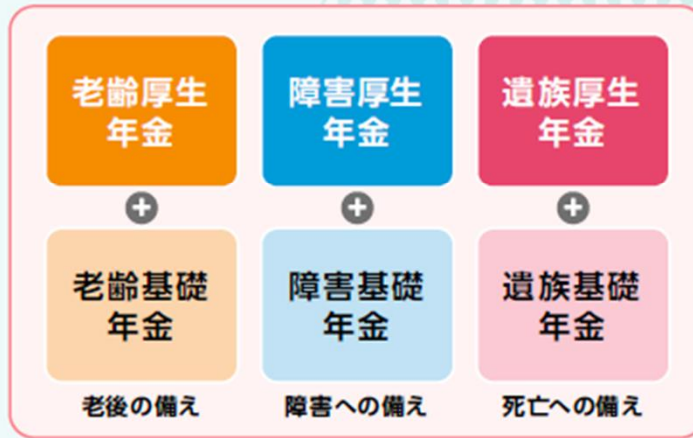 老齢厚生
年金
障害厚生
年金
遺族厚生
年金
+
+
+
老齢基礎
年金
障害基礎
年金
遺族基礎
年金
老後の備え
障害への備え
死亡への備え